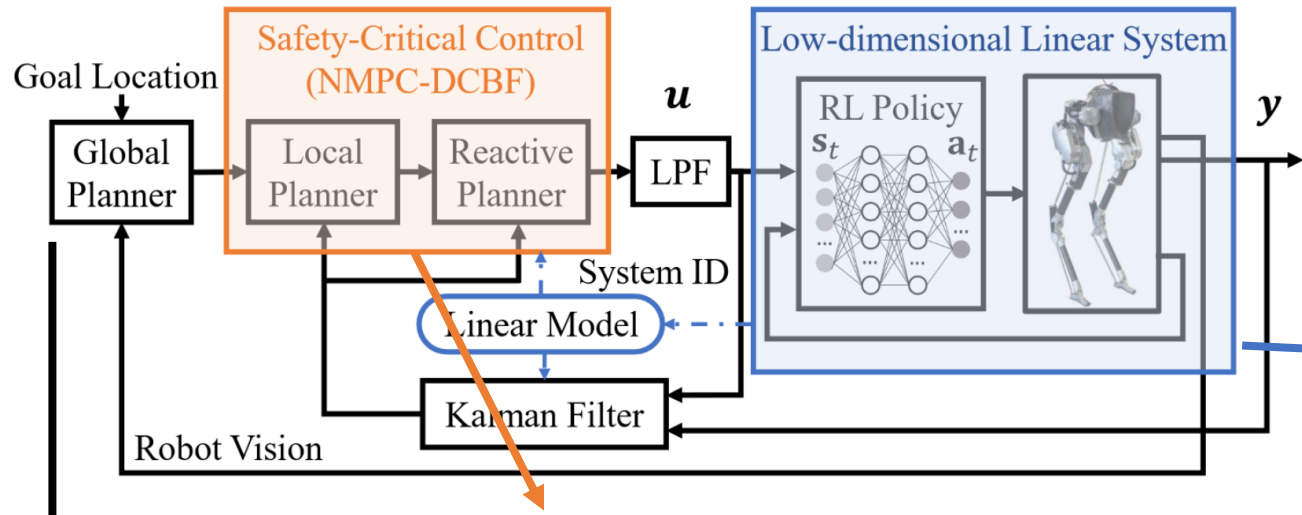 Safety-Critical Control
(NMPC-DCBF)
Low-dimensional Linear System
Goal Location
Global
Planner
Local
Planner
Reactive
Planner
u
LPF
RL Policy
s_t
a_t
...
...
...
...
y
System ID
Linear Model
Kalman Filter
Robot Vision